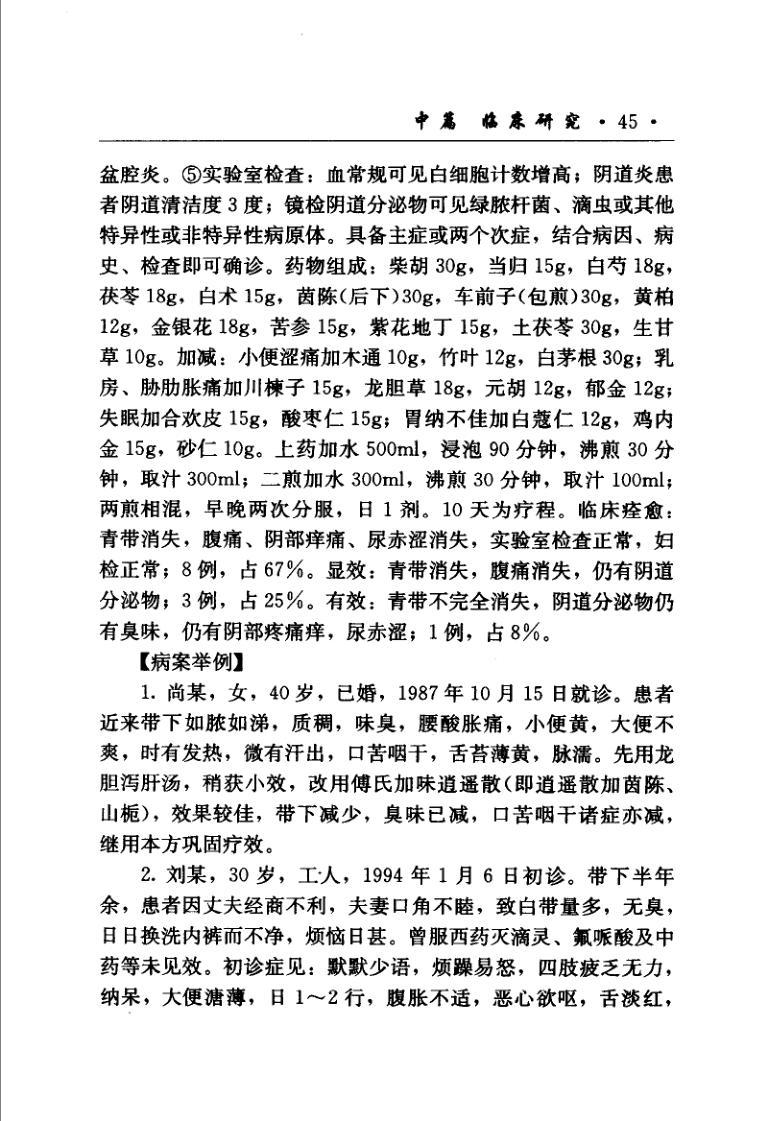 中篇 临床研究 · 45 ·
盆腔炎。⑤实验室检查：血常规可见白细胞计数增高；阴道炎患
者阴道清洁度 3 度；镜检阴道分泌物可见绿脓杆菌、滴虫或其他
特异性或非特异性病原体。具备主症或两个次症，结合病因、病
史、检查即可确诊。药物组成：柴胡 30g，当归 15g，白芍 18g，
茯苓 18g，白术 15g，茵陈(后下)30g，车前子(包煎)30g，黄柏
12g，金银花 18g，苦参 15g，紫花地丁 15g，土茯苓 30g，生甘
草 10g。加减：小便涩痛加木通 10g，竹叶 12g，白茅根 30g；乳
房、胁肋胀痛加川楝子 15g，龙胆草 18g，元胡 12g，郁金 12g；
失眠加合欢皮 15g，酸枣仁 15g；胃纳不佳加白蔻仁 12g，鸡内
金 15g，砂仁 10g。上药加水 500ml，浸泡 90 分钟，沸煎 30 分
钟，取汁 300ml；二煎加水 300ml，沸煎 30 分钟，取汁 100ml；
两煎相混，早晚两次分服，日 1 剂。10 天为疗程。临床痊愈：
青带消失，腹痛、阴部痒痛、尿赤涩消失，实验室检查正常，妇
检正常；8 例，占 67%。显效：青带消失，腹痛消失，仍有阴道
分泌物；3 例，占 25%。有效：青带不完全消失，阴道分泌物仍
有臭味，仍有阴部疼痛痒，尿赤涩；1 例，占 8%。
【病案举例】
1. 尚某，女，40 岁，已婚，1987 年 10 月 15 日就诊。患者
近来带下如脓如涕，质稠，味臭，腰酸胀痛，小便黄，大便不
爽，时有发热，微有汗出，口苦咽干，舌苔薄黄，脉濡。先用龙
胆泻肝汤，稍获小效，改用傅氏加味逍遥散(即逍遥散加茵陈、
山栀)，效果较佳，带下减少，臭味已减，口苦咽干诸症亦减，
继用本方巩固疗效。
2. 刘某，30 岁，工人，1994 年 1 月 6 日初诊。带下半年
余，患者因丈夫经商不利，夫妻口角不睦，致白带量多，无臭，
日日换洗内裤而不净，烦恼日甚。曾服西药灭滴灵、氟哌酸及中
药等未见效。初诊症见：默默少语，烦躁易怒，四肢疲乏无力，
纳呆，大便溏薄，日 1～2 行，腹胀不适，恶心欲呕，舌淡红，